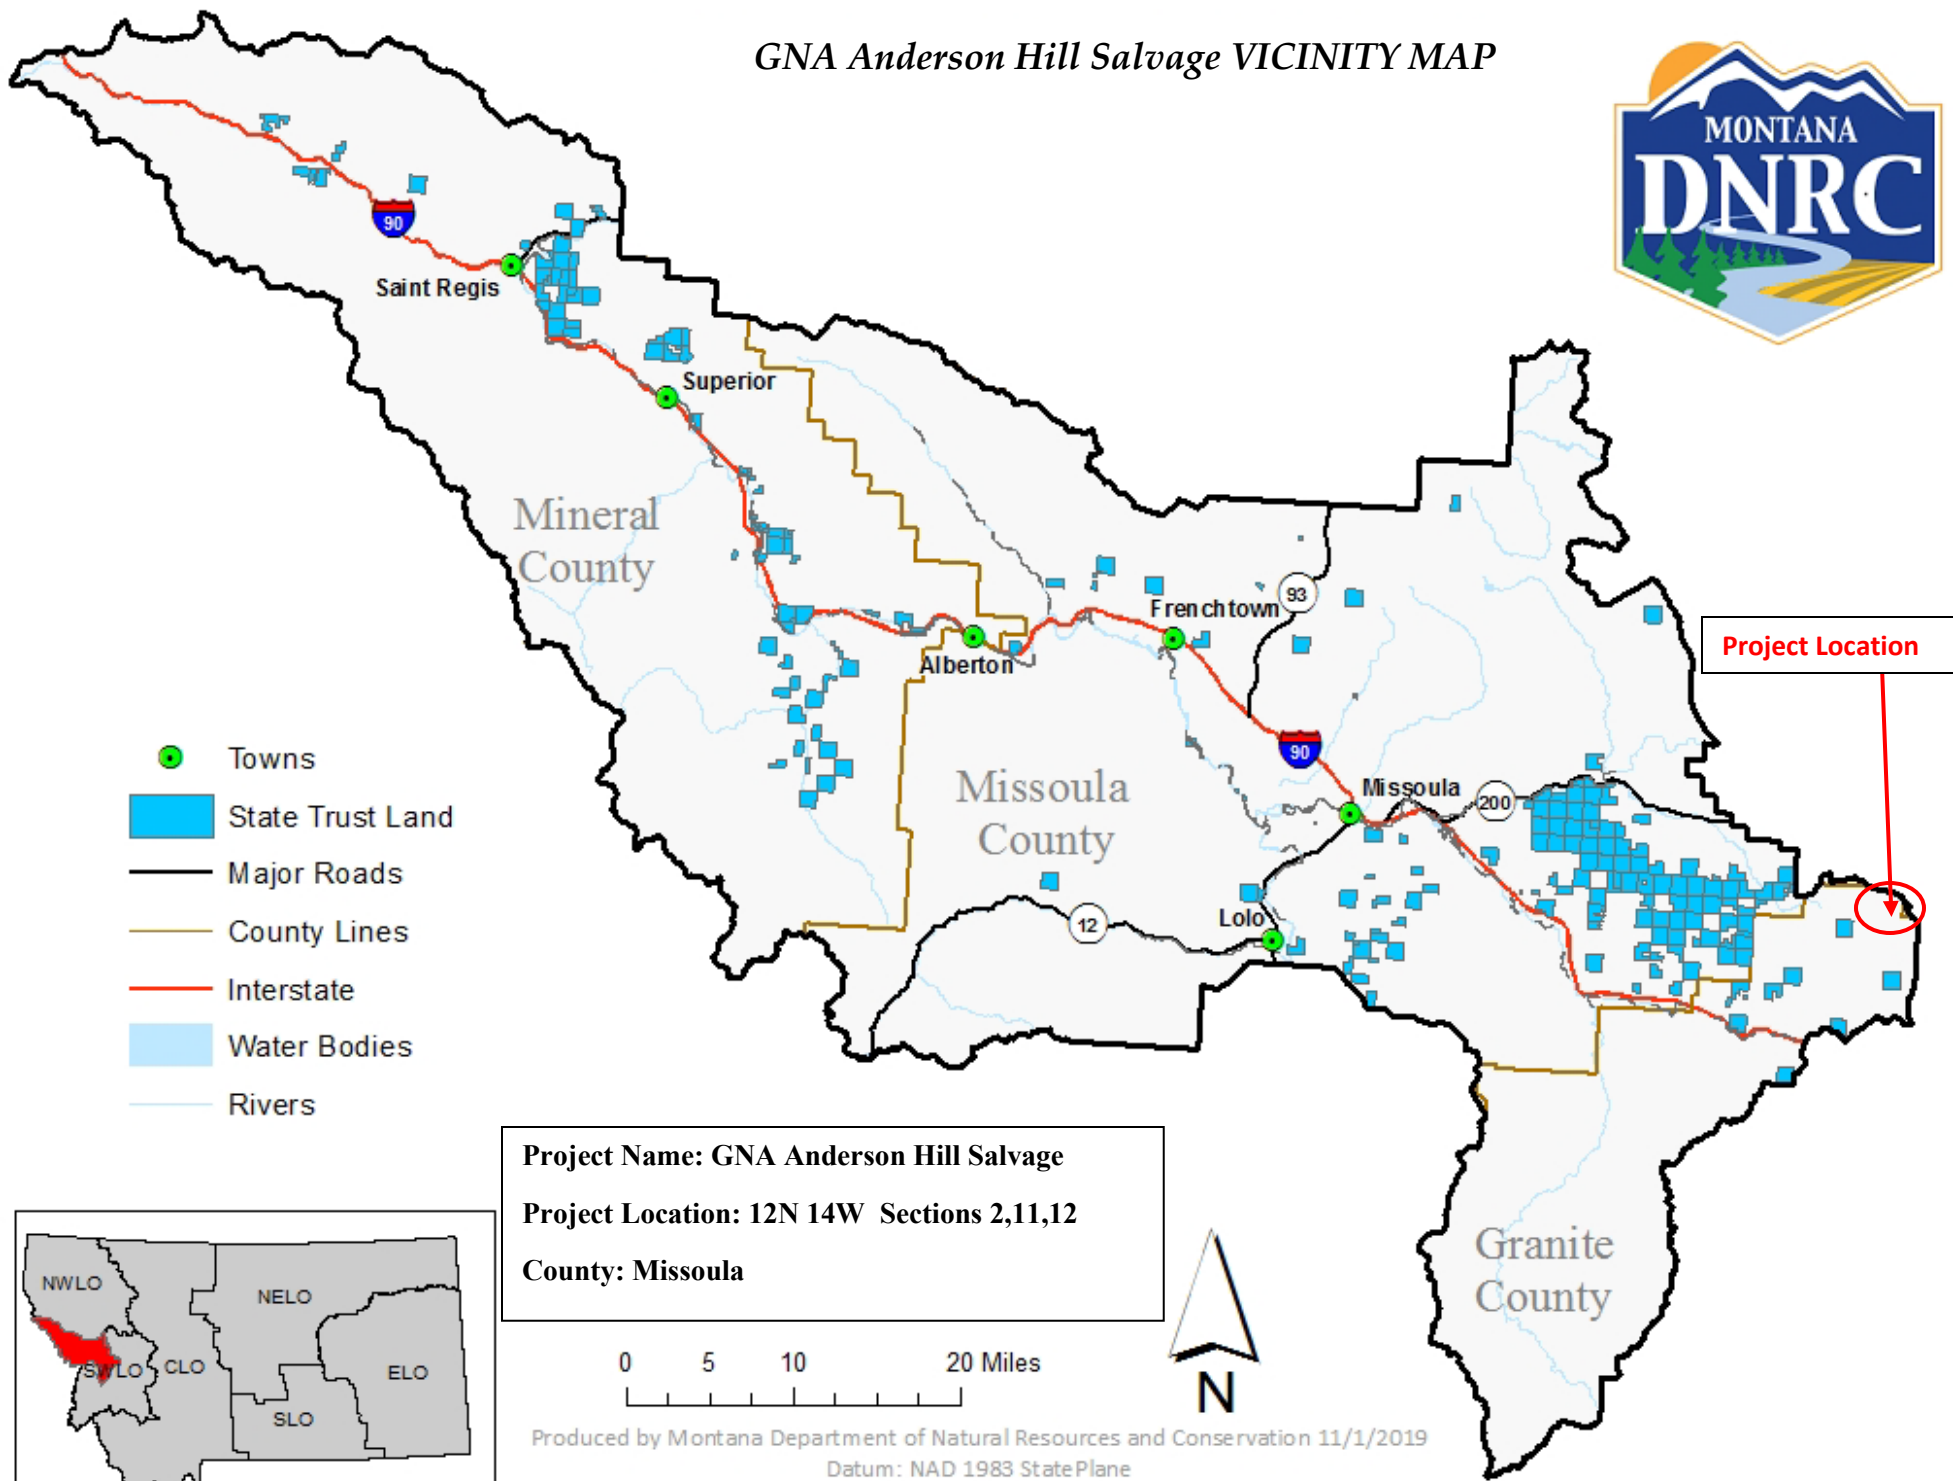 GNA Anderson Hill Salvage VICINITY MAP
MONTANA
DNRC
90
Saint Regis
Superior
Mineral
County
Frenchtown
93
Alberton
Project Location
90
Missoula
200
Missoula
County
Lolo
12
Towns
State Trust Land
Major Roads
County Lines
Interstate
Water Bodies
Rivers
Project Name: GNA Anderson Hill Salvage
Project Location: 12N 14W  Sections 2,11,12
County: Missoula
Granite
County
NWLO
NELO
SWLO
CLO
ELO
SLO
0 5 10 20 Miles
N
Produced by Montana Department of Natural Resources and Conservation 11/1/2019
Datum: NAD 1983 StatePlane